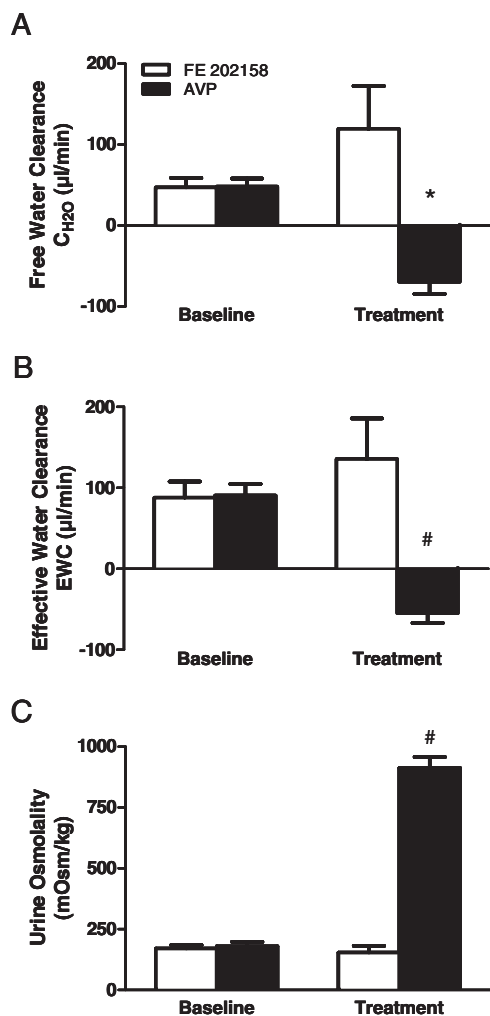 A
Free Water Clearance
CH2O (µl/min)
200
100
0
-100
FE 202158
AVP
*
Baseline
Treatment
B
Effective Water Clearance
EWC (µl/min)
200
100
0
-100
#
Baseline
Treatment
C
Urine Osmolality
(mOsm/kg)
1000
750
500
250
0
#
Baseline
Treatment